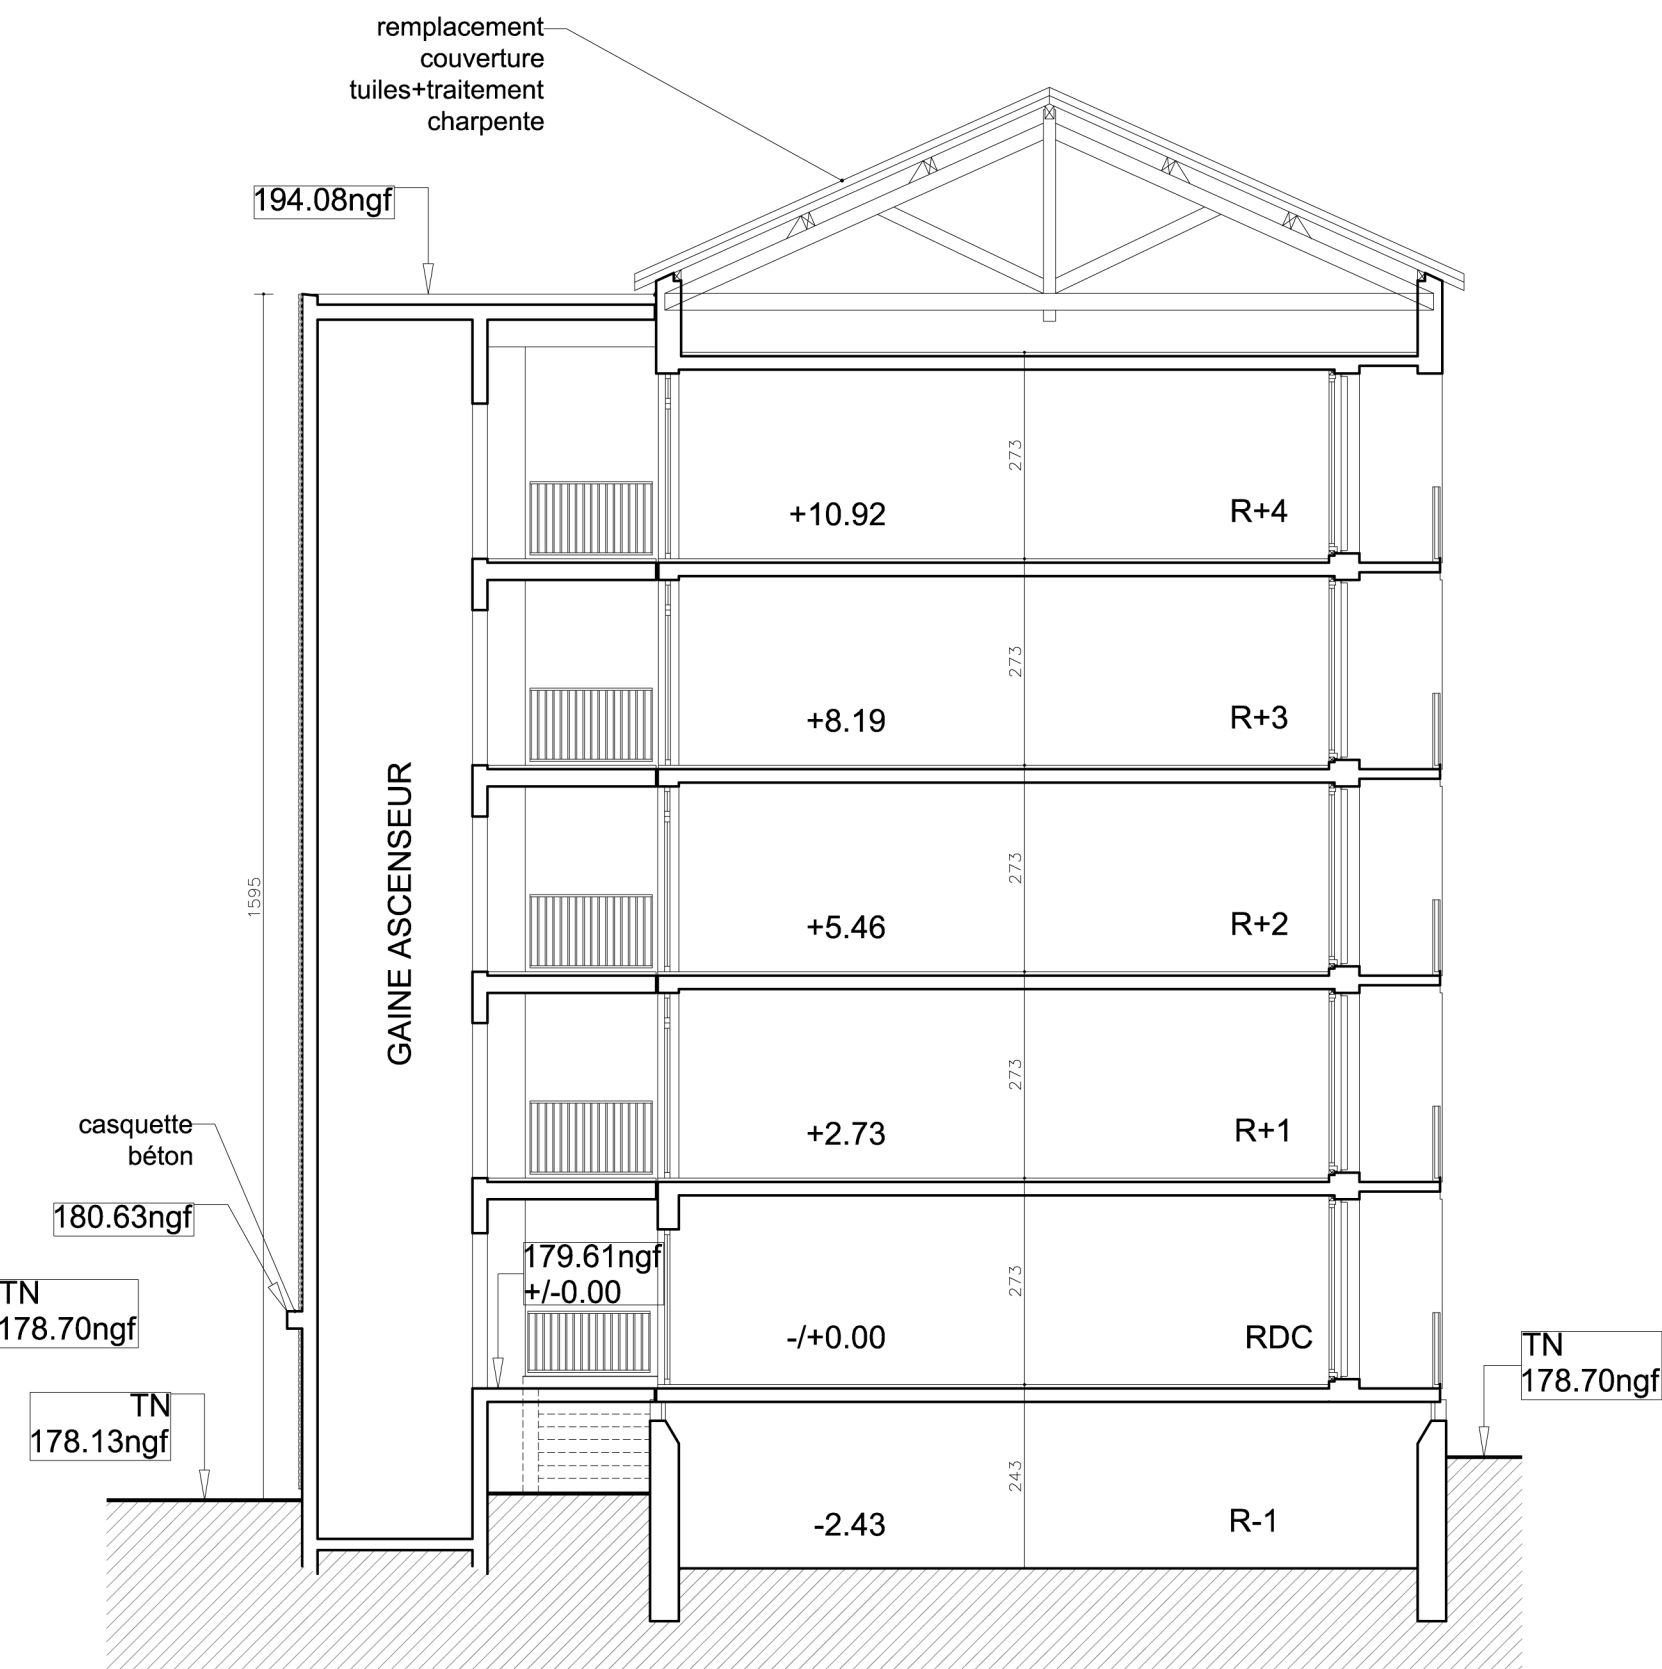 remplacement
couverture
tuiles+traitement
charpente
194.08ngf
273
+10.92
R+4
273
+8.19
R+3
GAINE ASCENSEUR
1595
273
+5.46
R+2
273
+2.73
R+1
casquette
béton
180.63ngf
179.61ngf
+/-0.00
TN
178.70ngf
273
-/+0.00
RDC
TN
178.70ngf
TN
178.13ngf
243
-2.43
R-1